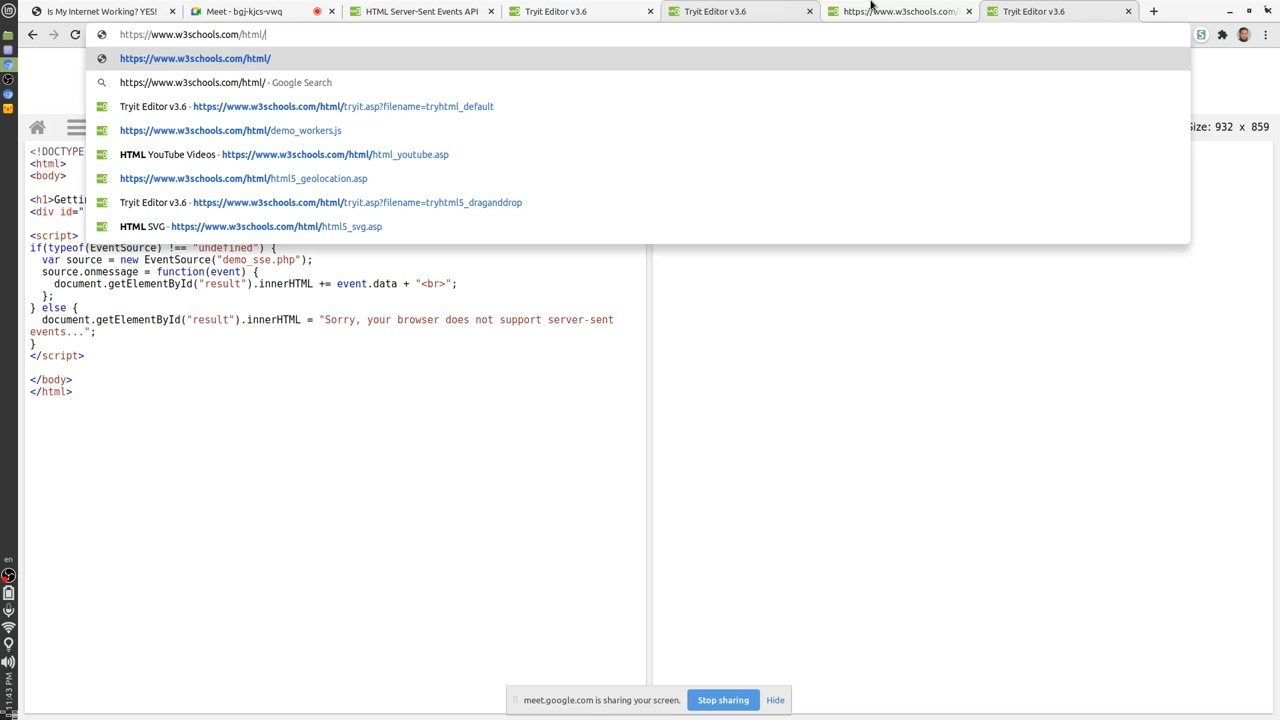 Is My Internet Working? YES!
Meet - bgj-kjcs-vwq
HTML Server-Sent Events API
Tryit Editor v3.6
Tryit Editor v3.6
https://www.w3schools.com/
Tryit Editor v3.6
https://www.w3schools.com/html/
https://www.w3schools.com/html/
https://www.w3schools.com/html/ - Google Search
Tryit Editor v3.6 - https://www.w3schools.com/html/tryit.asp?filename=tryhtml_default
https://www.w3schools.com/html/demo_workers.js
HTML YouTube Videos - https://www.w3schools.com/html/html_youtube.asp
https://www.w3schools.com/html/html5_geolocation.asp
Tryit Editor v3.6 - https://www.w3schools.com/html/tryit.asp?filename=tryhtml5_draganddrop
HTML SVG - https://www.w3schools.com/html/html5_svg.asp
Size: 932 x 859
<!DOCTYPE
<html>
<body>
<h1>Getti
<div id=
<script>
if(typeof(EventSource) !== "undefined") {
var source = new EventSource("demo_sse.php");
source.onmessage = function(event) {
document.getElementById("result").innerHTML += event.data + "<br>";
};
} else {
document.getElementById("result").innerHTML = "Sorry, your browser does not support server-sent
events...";
}
</script>
</body>
</html>
en
11:43 PM
meet.google.com is sharing your screen.
Stop sharing
Hide